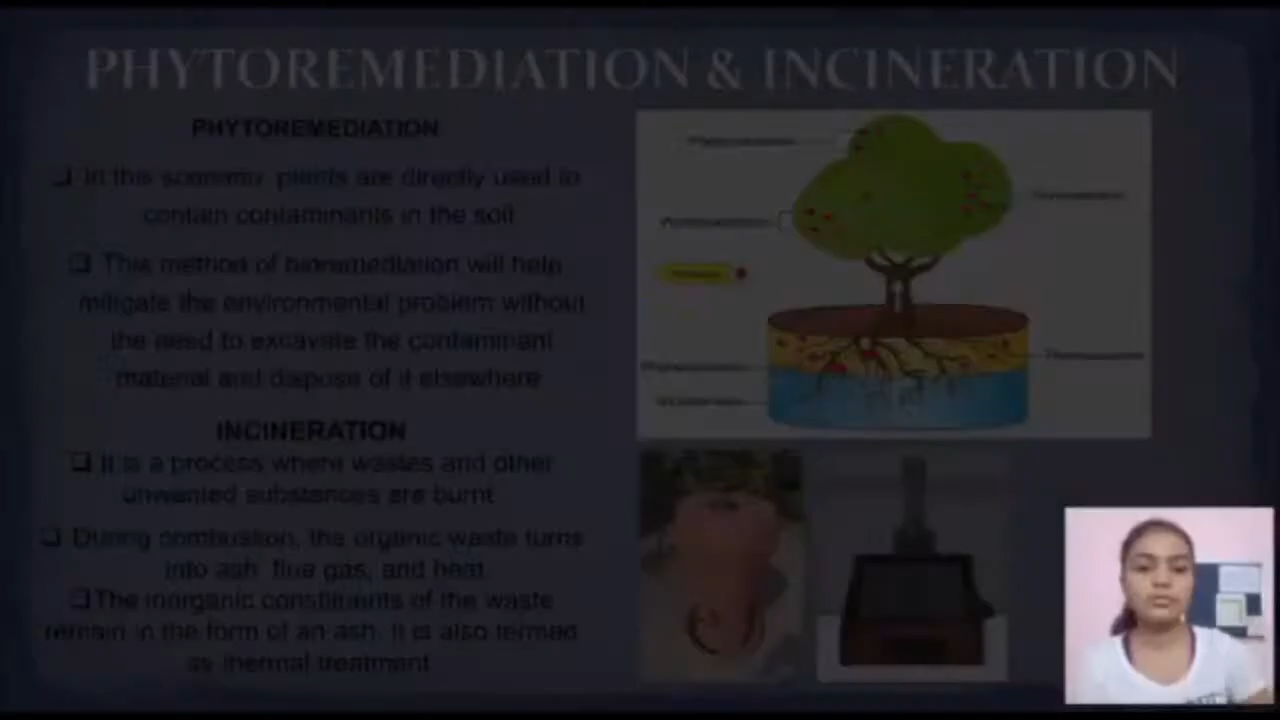 PHYTOREMEDIATION & INCINERATION
PHYTOREMEDIATION
In this scenario, plants are directly used to
contain contaminants in the soil
This method of bioremediation will help
mitigate the environmental problem without
the need to excavate the contaminant
material and dispose of it elsewhere
INCINERATION
It is a process where wastes and other
unwanted substances are burnt
During combustion, the organic waste turns
into ash, flue gas, and heat.
The inorganic constituents of the waste
remain in the form of an ash. It is also termed
as thermal treatment